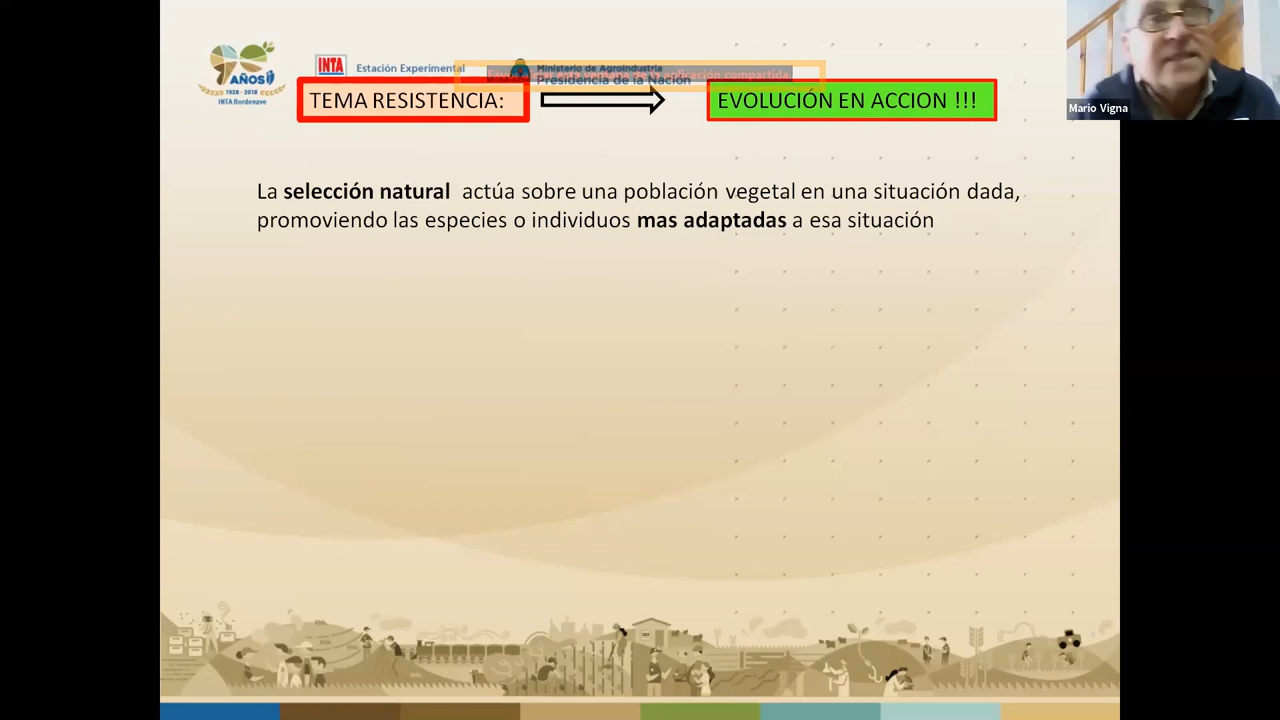 90 AÑOS
1928 - 2018
INTA Bordenave
INTA
Estación Experimental
Ministerio de Agroindustria
Presidencia de la Nación
compartida.
TEMA RESISTENCIA:
EVOLUCIÓN EN ACCION !!!
Mario Vigna
La selección natural actúa sobre una población vegetal en una situación dada,
promoviendo las especies o individuos mas adaptadas a esa situación